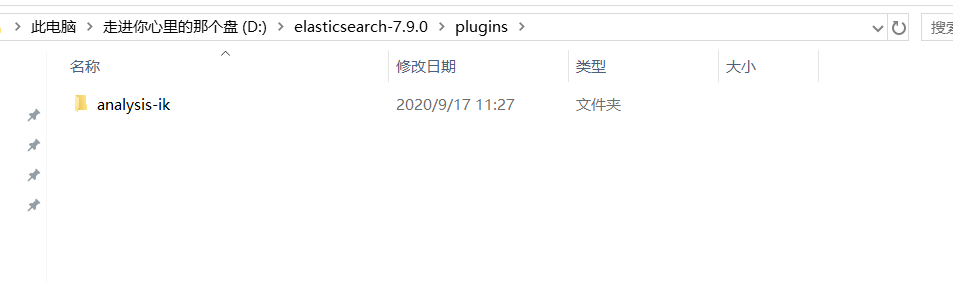 此电脑 > 走进你心里的那个盘 (D:) > elasticsearch-7.9.0 > plugins > 搜索
名称 修改日期 类型 大小
analysis-ik 2020/9/17 11:27 文件夹